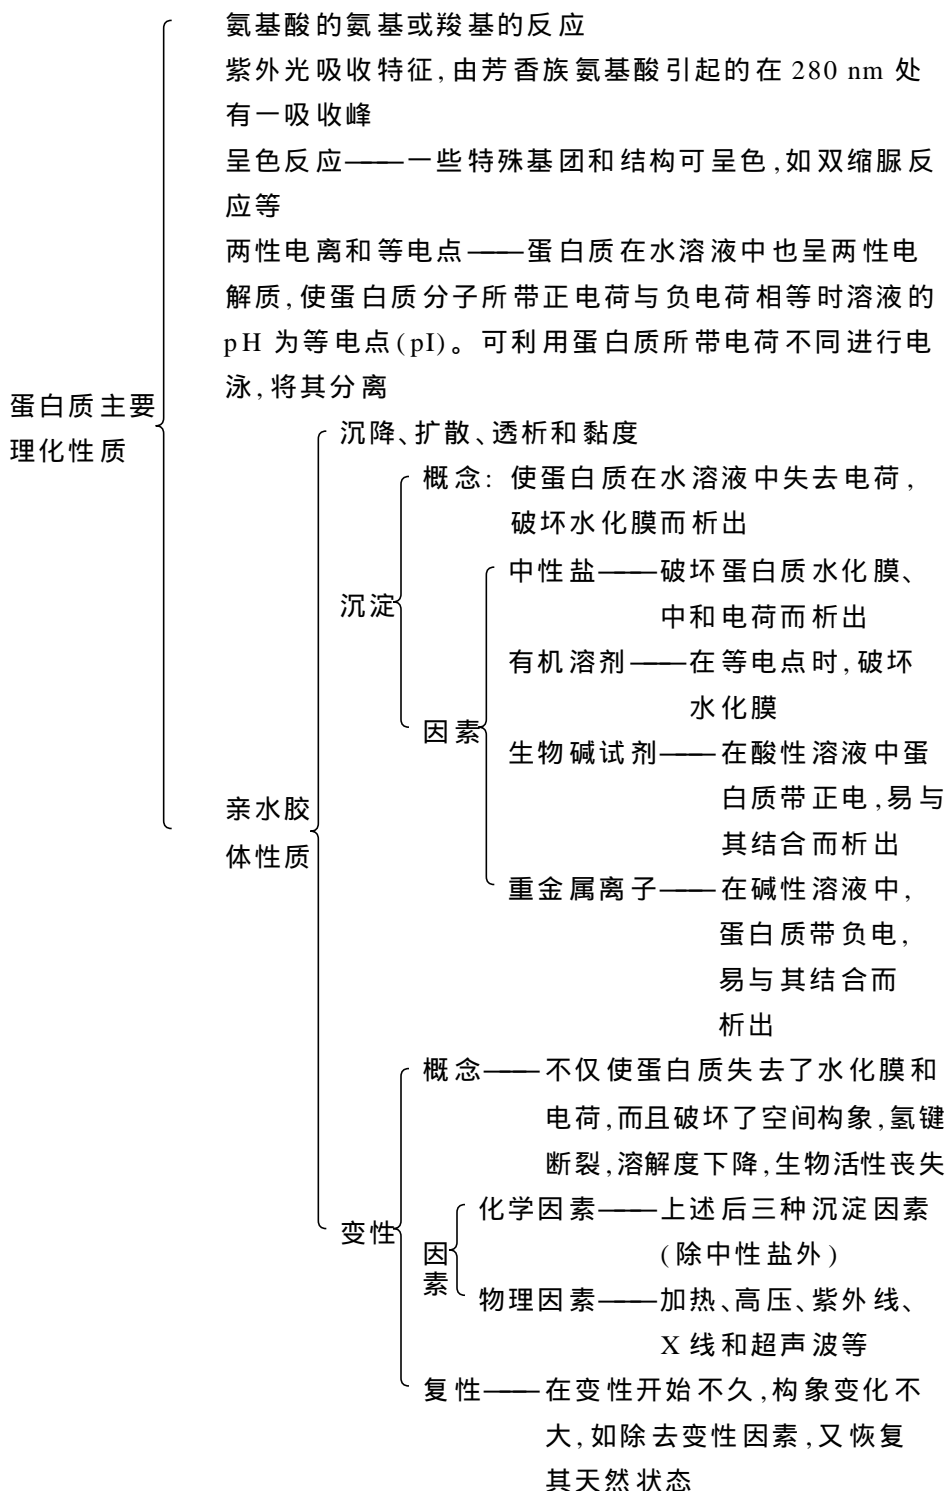 氨基酸的氨基或羧基的反应
紫外光吸收特征,由芳香族氨基酸引起的在 280 nm 处
有一吸收峰
呈色反应——一些特殊基团和结构可呈色,如双缩脲反
应等
两性电离和等电点——蛋白质在水溶液中也呈两性电
解质,使蛋白质分子所带正电荷与负电荷相等时溶液的
pH 为等电点(pI)。可利用蛋白质所带电荷不同进行电
泳,将其分离
蛋白质主要
理化性质
沉降、扩散、透析和黏度
概念: 使蛋白质在水溶液中失去电荷,
破坏水化膜而析出
中性盐——破坏蛋白质水化膜、
中和电荷而析出
沉淀
有机溶剂——在等电点时,破坏
水化膜
因素
生物碱试剂——在酸性溶液中蛋
白质带正电,易与
其结合而析出
亲水胶
体性质
重金属离子——在碱性溶液中,
蛋白质带负电,
易与其结合而
析出
概念——不仅使蛋白质失去了水化膜和
电荷,而且破坏了空间构象,氢键
断裂,溶解度下降,生物活性丧失
变性
因
素
化学因素——上述后三种沉淀因素
(除中性盐外)
物理因素——加热、高压、紫外线、
X 线和超声波等
复性——在变性开始不久,构象变化不
大,如除去变性因素,又恢复
其天然状态